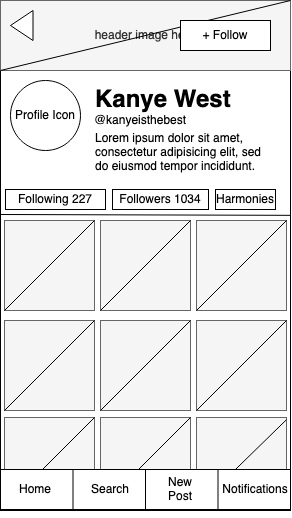 header image he
+ Follow
Profile Icon
Kanye West
@kanyeisthebest
Lorem ipsum dolor sit amet,
consectetur adipisicing elit, sed
do eiusmod tempor incididunt.
Following 227
Followers 1034
Harmonies
Home
Search
New
Post
Notifications